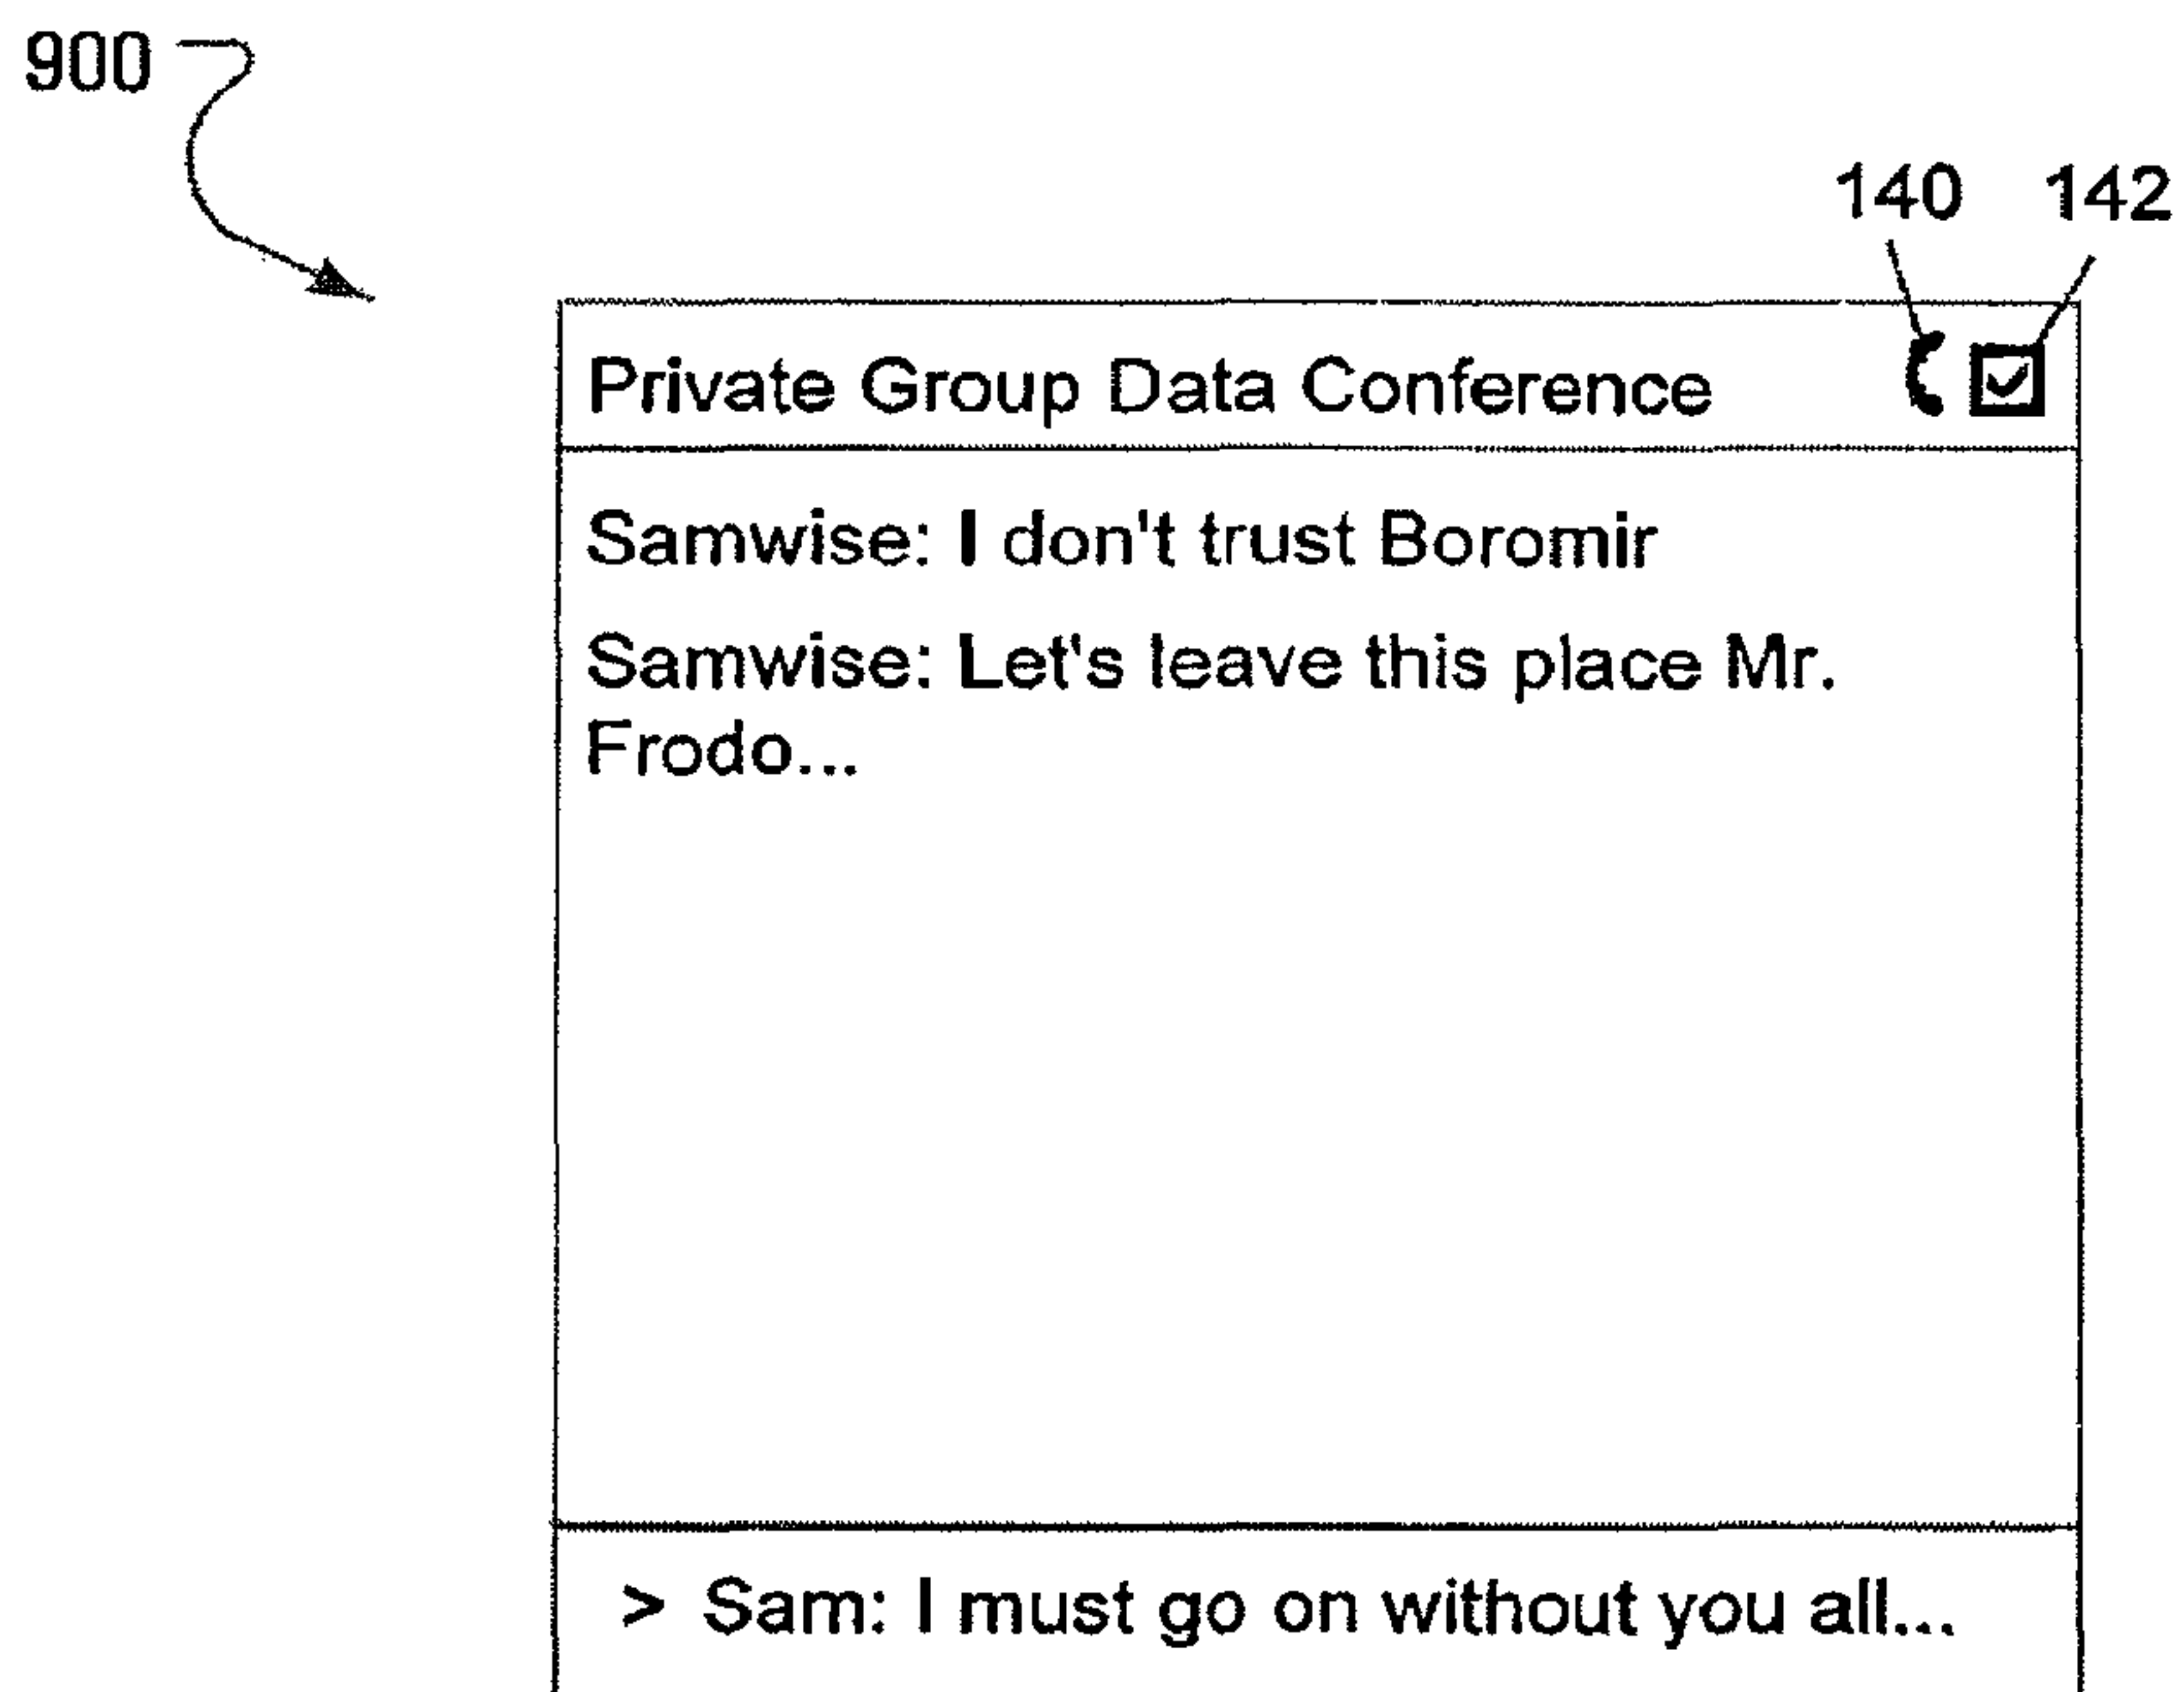 900
140 142
Private Group Data Conference
Samwise: I don't trust Boromir
Samwise: Let's leave this place Mr.
Frodo...
> Sam: I must go on without you all...